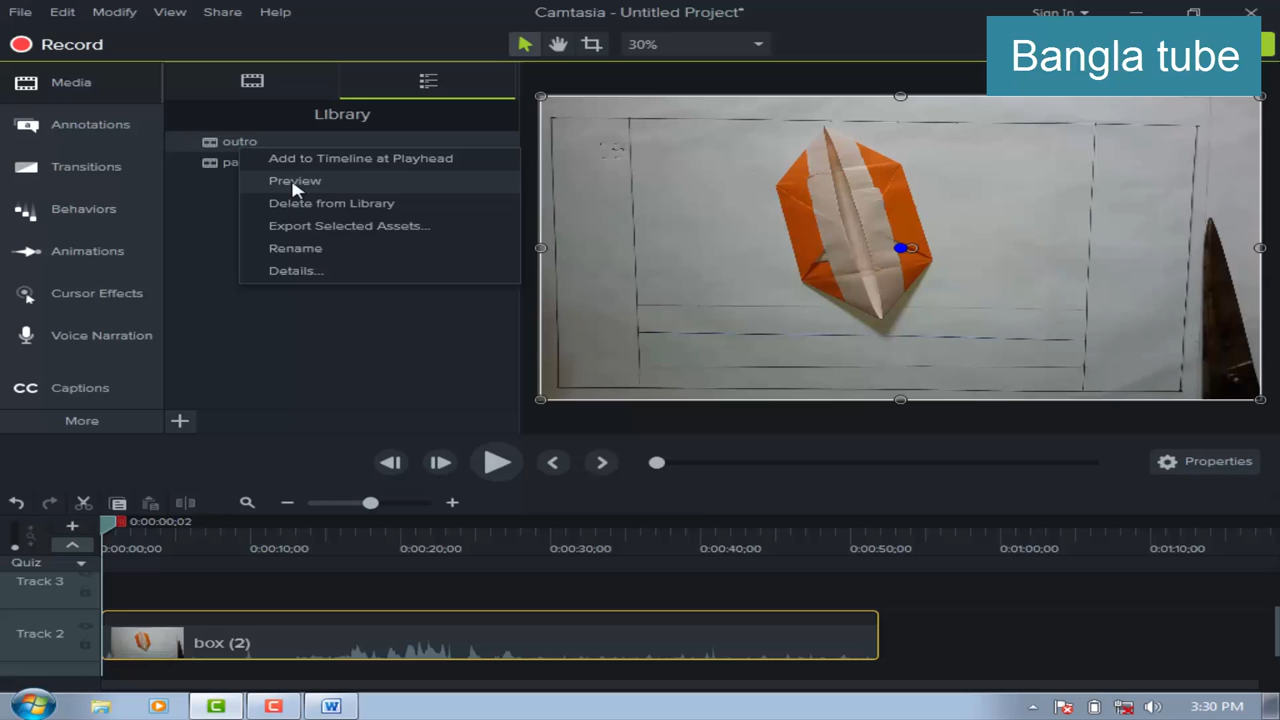 File Edit Modify View Share Help
Camtasia - Untitled Project*
Sign In
Record
30%
Bangla tube
Media
Annotations
Transitions
Behaviors
Animations
Cursor Effects
Voice Narration
CC Captions
More
Library
outro
Add to Timeline at Playhead
Preview
Delete from Library
Export Selected Assets...
Rename
Details...
Properties
0:00:00;02
0:00:00;00 0:00:10;00 0:00:20;00 0:00:30;00 0:00:40;00 0:00:50;00 0:01:00;00 0:01:10;00
Quiz
Track 3
Track 2
box (2)
3:30 PM